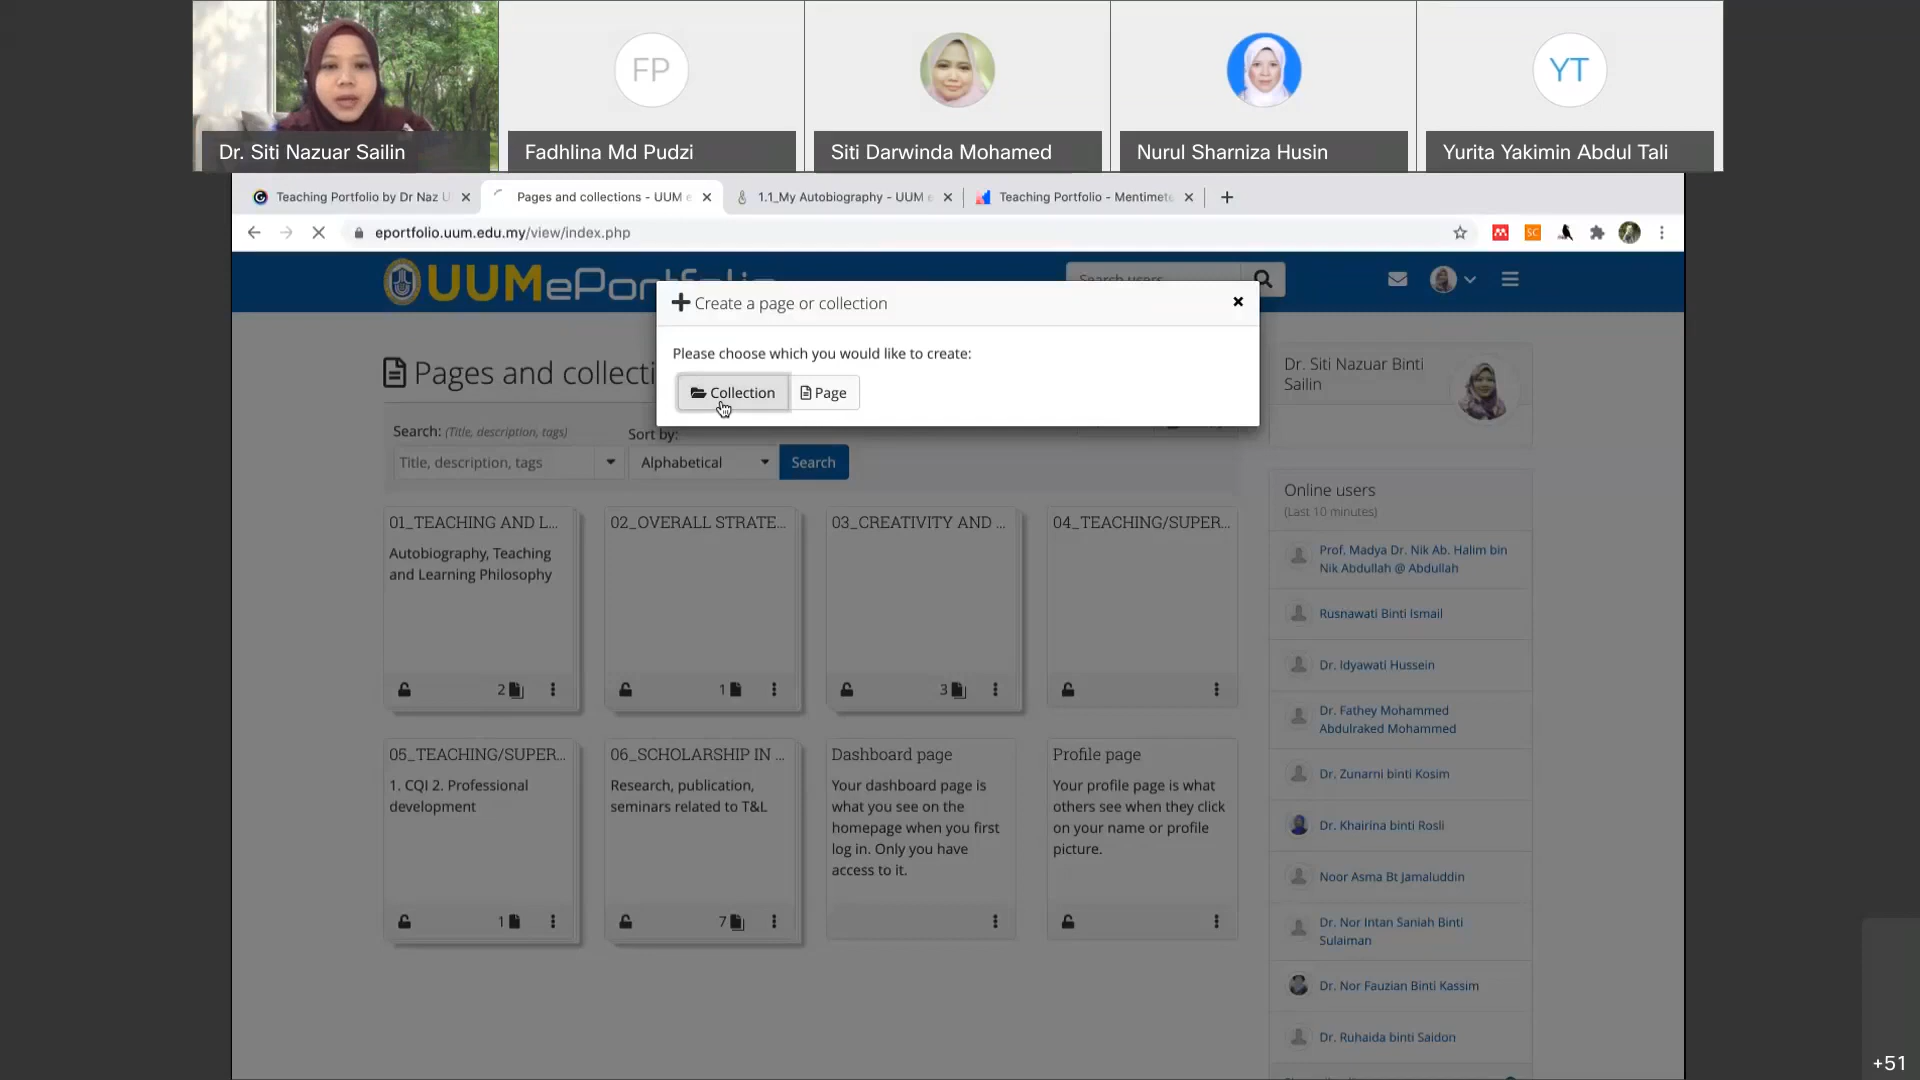 FP
YT
Dr. Siti Nazuar Sailin
Fadhlina Md Pudzi
Siti Darwinda Mohamed
Nurul Sharniza Husin
Yurita Yakimin Abdul Tali
Teaching Portfolio by Dr Naz U
Pages and collections - UUM e
1.1_My Autobiography - UUM e
Teaching Portfolio - Mentimete
eportfolio.uum.edu.my/view/index.php
SC
UUMePortfolio
Search users
Create a page or collection
Please choose which you would like to create:
Collection
Page
Pages and collecti
Dr. Siti Nazuar Binti
Sailin
Search: (Title, description, tags)
Sort by:
Title, description, tags
Alphabetical
Search
Online users
(Last 10 minutes)
01_TEACHING AND L...
Autobiography, Teaching
and Learning Philosophy
2
02_OVERALL STRATE...
1
03_CREATIVITY AND ...
3
04_TEACHING/SUPER...
05_TEACHING/SUPER...
1. CQI 2. Professional
development
1
06_SCHOLARSHIP IN ...
Research, publication,
seminars related to T&L
7
Dashboard page
Your dashboard page is
what you see on the
homepage when you first
log in. Only you have
access to it.
Profile page
Your profile page is what
others see when they click
on your name or profile
picture.
Prof. Madya Dr. Nik Ab. Halim bin
Nik Abdullah @ Abdullah
Rusnawati Binti Ismail
Dr. Idyawati Hussein
Dr. Fathey Mohammed
Abdulraked Mohammed
Dr. Zunarni binti Kosim
Dr. Khairina binti Rosli
Noor Asma Bt Jamaluddin
Dr. Nor Intan Saniah Binti
Sulaiman
Dr. Nor Fauzian Binti Kassim
Dr. Ruhaida binti Saidon
+51